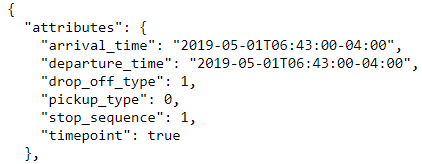 {
  "attributes": {
    "arrival_time": "2019-05-01T06:43:00-04:00",
    "departure_time": "2019-05-01T06:43:00-04:00",
    "drop_off_type": 1,
    "pickup_type": 0,
    "stop_sequence": 1,
    "timepoint": true
  },